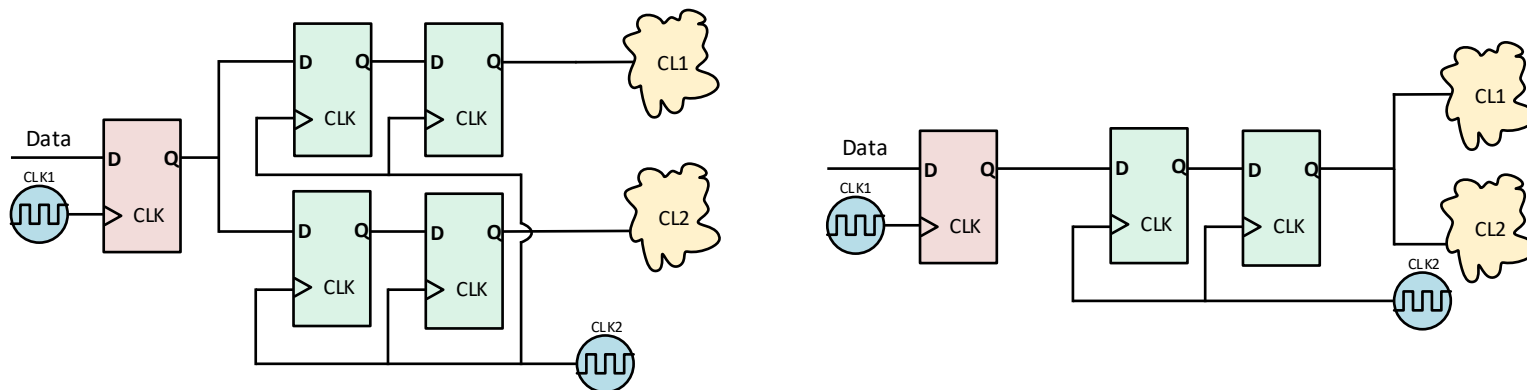 D Q D Q CL1
CLK CLK
Data
D Q
CLK1
CLK
D Q D Q CL2
CLK CLK
CLK2
CL1
Data
D Q D Q D Q
CLK1
CLK CLK CLK
CL2
CLK2